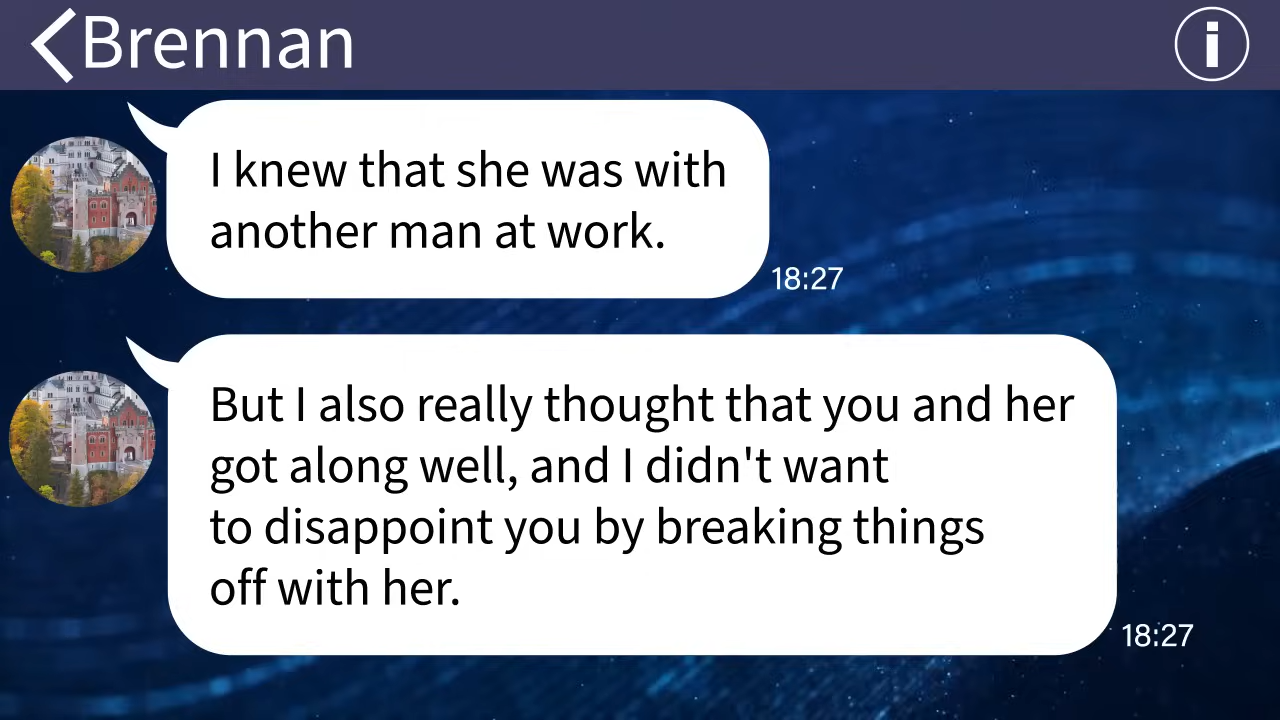 Brennan
I knew that she was with
another man at work.
18:27
But I also really thought that you and her
got along well, and I didn't want
to disappoint you by breaking things
off with her.
18:27